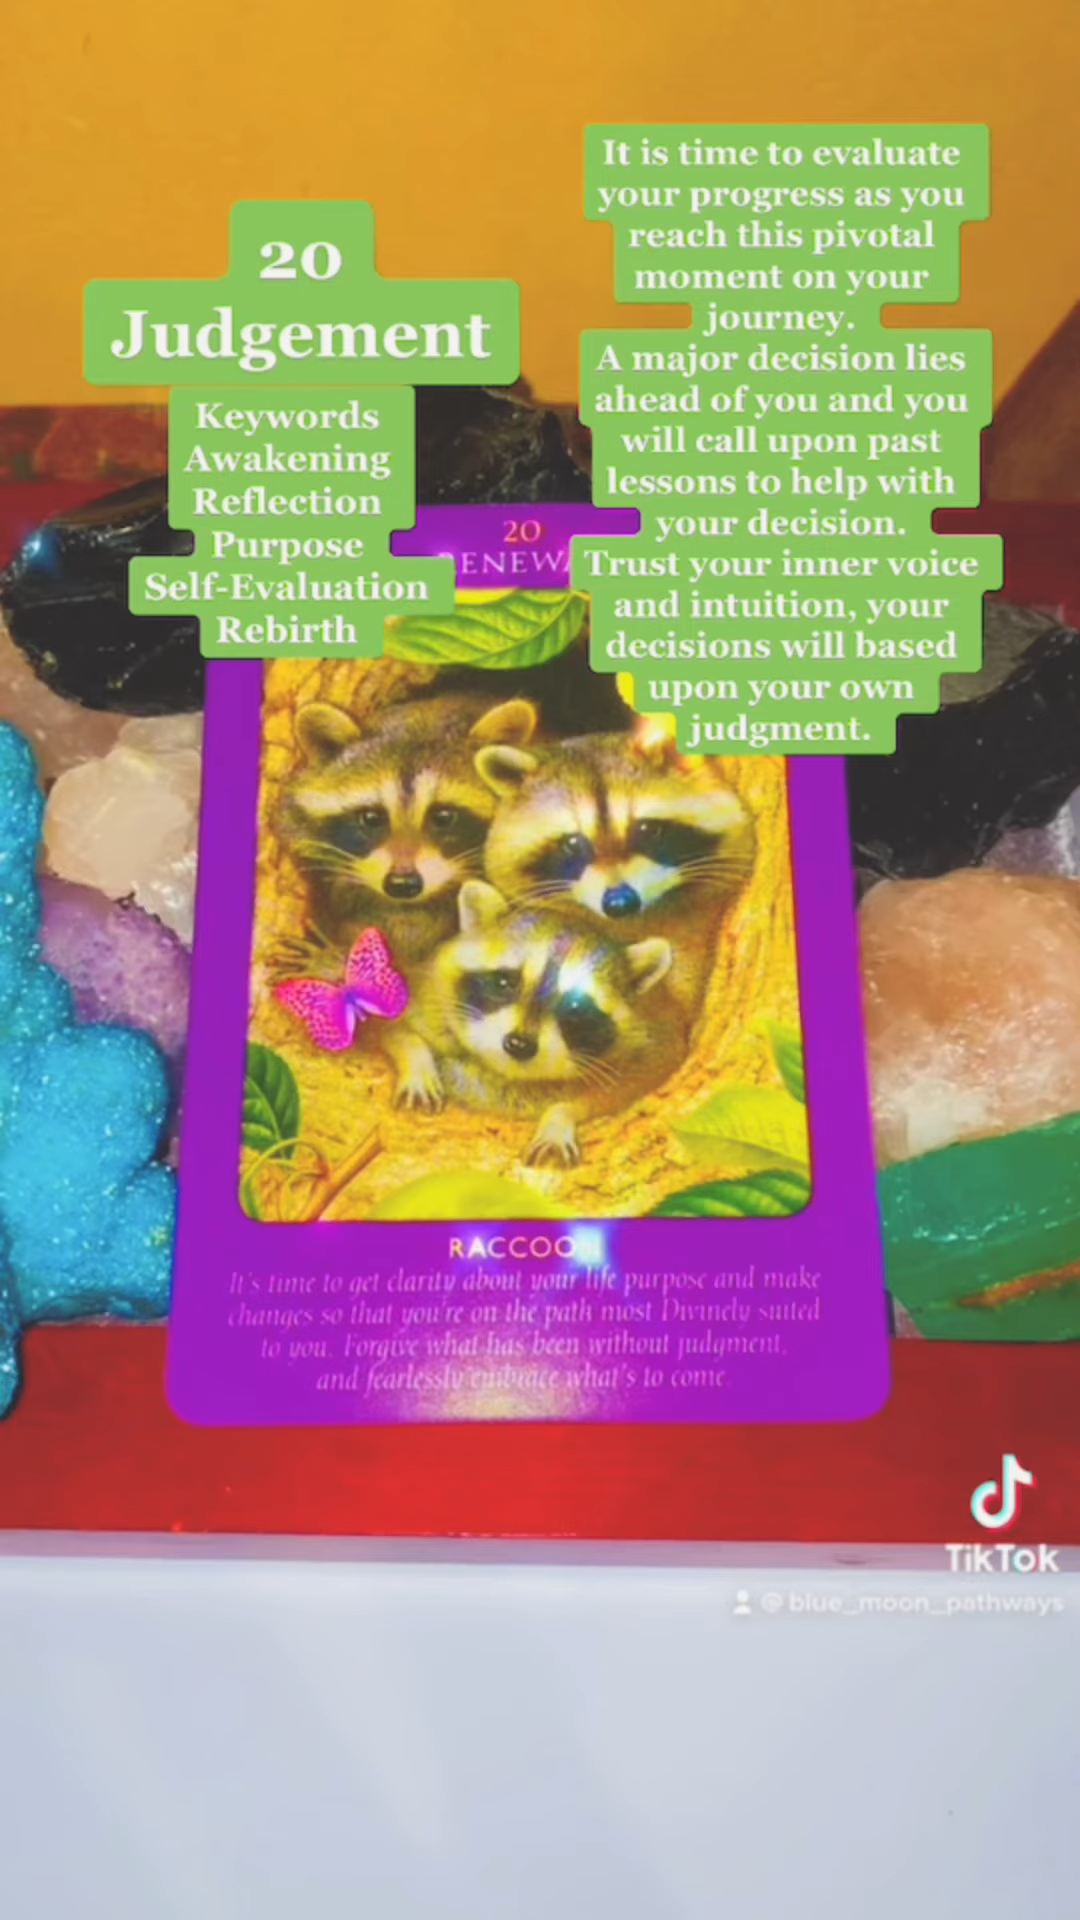 20
Judgement
Keywords
Awakening
Reflection
Purpose
Self-Evaluation
Rebirth
It is time to evaluate
your progress as you
reach this pivotal
moment on your
journey.
A major decision lies
ahead of you and you
will call upon past
lessons to help with
your decision.
Trust your inner voice
and intuition, your
decisions will based
upon your own
judgment.
20
RACCOON
It's time to get clarity about your life purpose and make
changes so that you're on the path most Divinely suited
to you. Forgive what has been without judgment,
and fearlessly embrace what's to come.
TikTok
@blue_moon_pathways